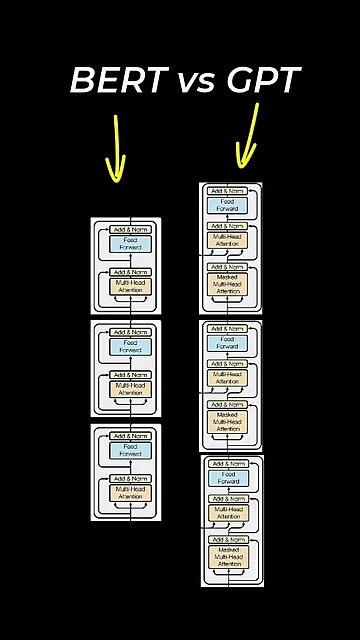 BERT vs GPT
Add & Norm
Feed
Forward
Add & Norm
Multi-Head
Attention
Add & Norm
Feed
Forward
Add & Norm
Multi-Head
Attention
Add & Norm
Feed
Forward
Add & Norm
Multi-Head
Attention
Add & Norm
Feed
Forward
Add & Norm
Multi-Head
Attention
Add & Norm
Masked
Multi-Head
Attention
Add & Norm
Feed
Forward
Add & Norm
Multi-Head
Attention
Add & Norm
Masked
Multi-Head
Attention
Add & Norm
Feed
Forward
Add & Norm
Multi-Head
Attention
Add & Norm
Masked
Multi-Head
Attention